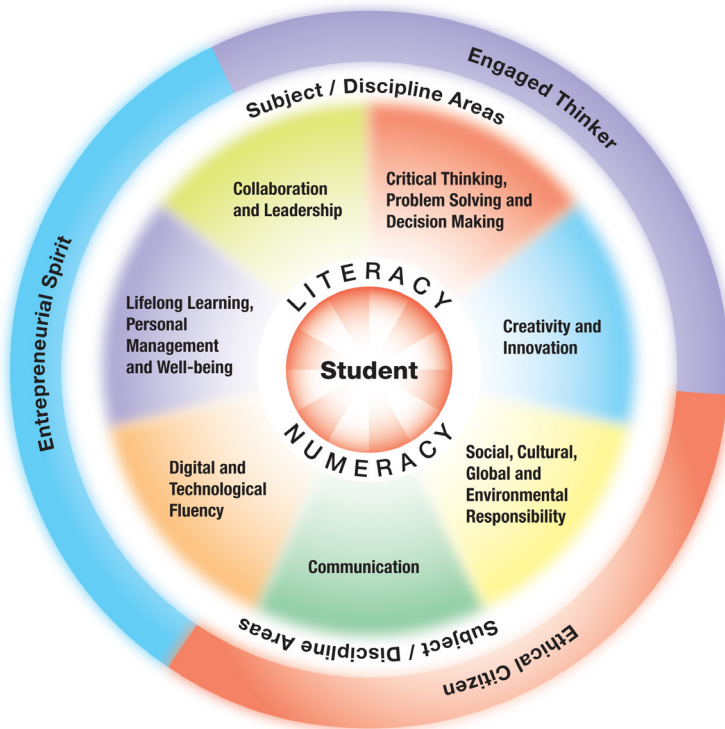 Engaged Thinker
Subject / Discipline Areas
Collaboration
and Leadership
Critical Thinking,
Problem Solving and
Decision Making
Entrepreneurial Spirit
LITERACY
Lifelong Learning,
Personal
Management
and Well-being
Creativity and
Innovation
Student
NUMERACY
Digital and
Technological
Fluency
Social, Cultural,
Global and
Environmental
Responsibility
Communication
Subject / Discipline Areas
Ethical Citizen